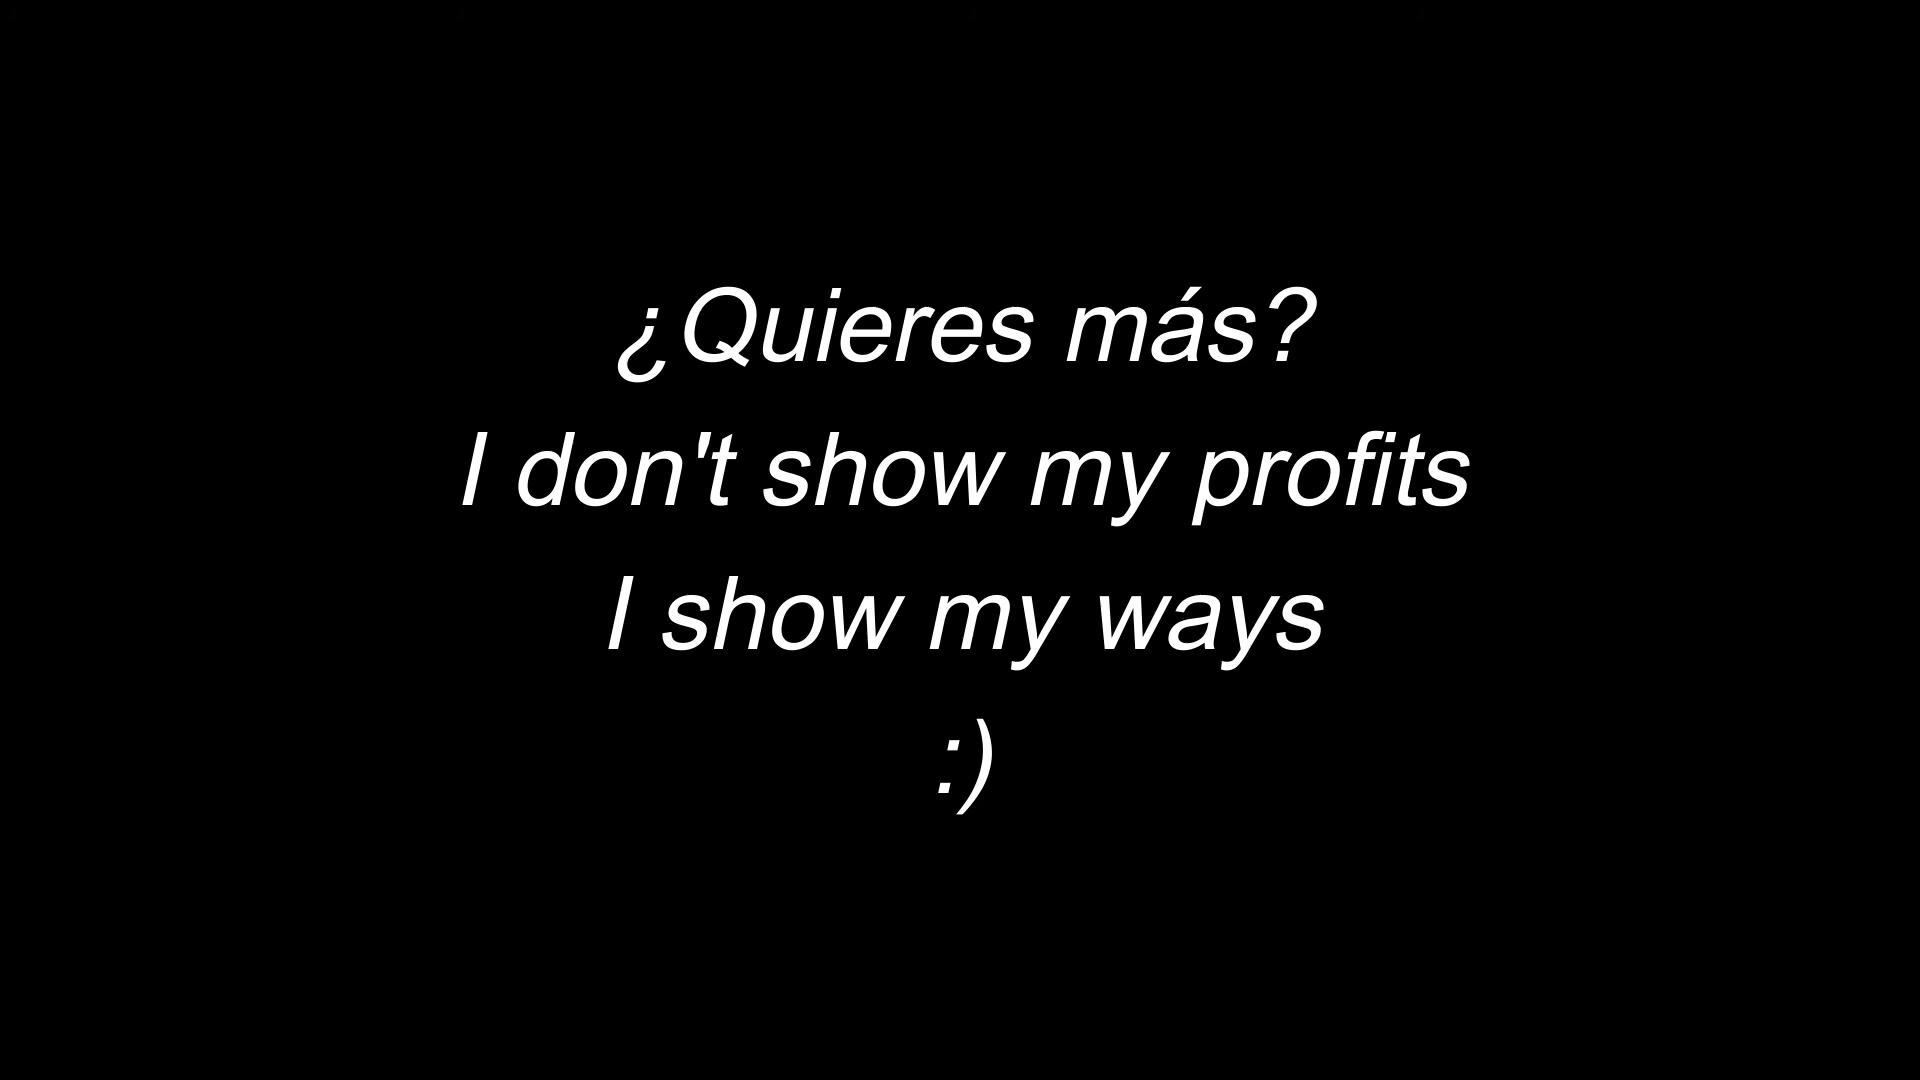 ¿Quieres más?
I don't show my profits
I show my ways
:)